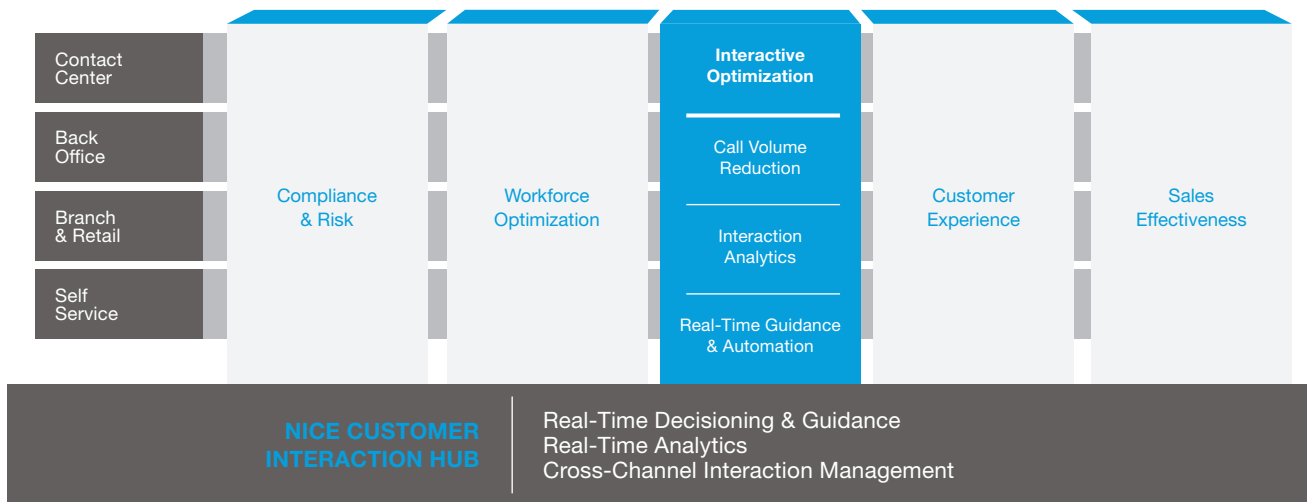 Contact
Center
Back
Office
Branch
& Retail
Self
Service
Compliance
& Risk
Workforce
Optimization
Interactive
Optimization
Call Volume
Reduction
Interaction
Analytics
Real-Time Guidance
& Automation
Customer
Experience
Sales
Effectiveness
NICE CUSTOMER
INTERACTION HUB
Real-Time Decisioning & Guidance
Real-Time Analytics
Cross-Channel Interaction Management